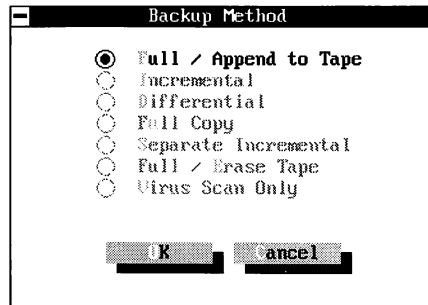 Backup Method
Full / Append to Tape
Incremental
Differential
Full Copy
Separate Incremental
Full / Erase Tape
Virus Scan Only
OK
Cancel